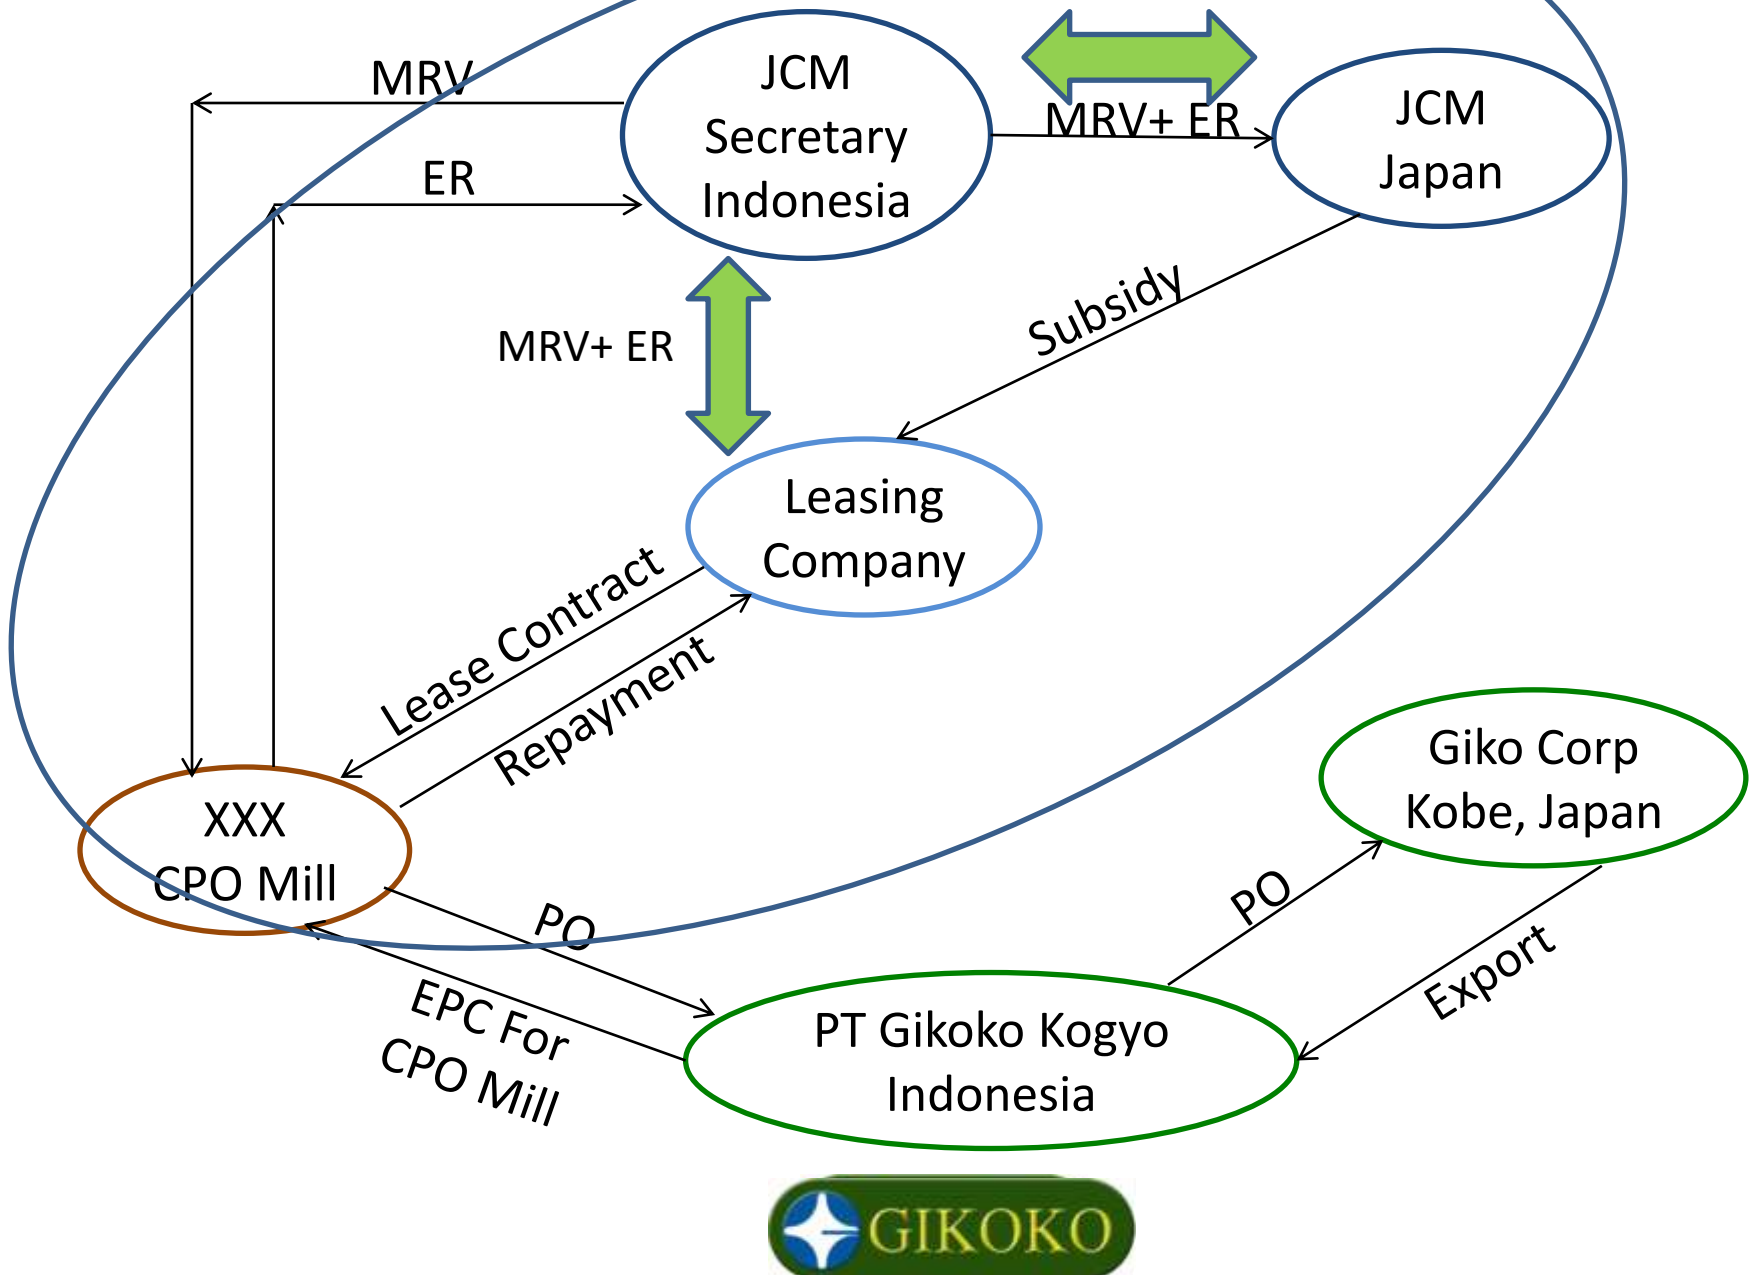 MRV
JCM
Secretary
Indonesia
MRV+ ER
JCM
Japan
ER
MRV+ ER
Subsidy
Leasing
Company
Lease Contract
Repayment
XXX
CPO Mill
Giko Corp
Kobe, Japan
PO
PO
Export
EPC For
CPO Mill
PT Gikoko Kogyo
Indonesia
GIKOKO